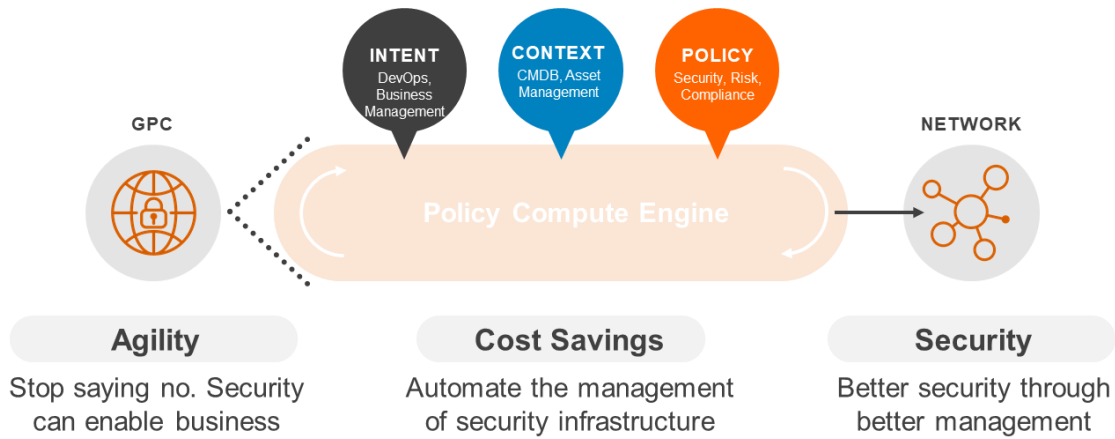 INTENT
DevOps,
Business
Management
CONTEXT
CMDB, Asset
Management
POLICY
Security, Risk,
Compliance
GPC
NETWORK
Policy Compute Engine
Agility
Stop saying no. Security
can enable business
Cost Savings
Automate the management
of security infrastructure
Security
Better security through
better management